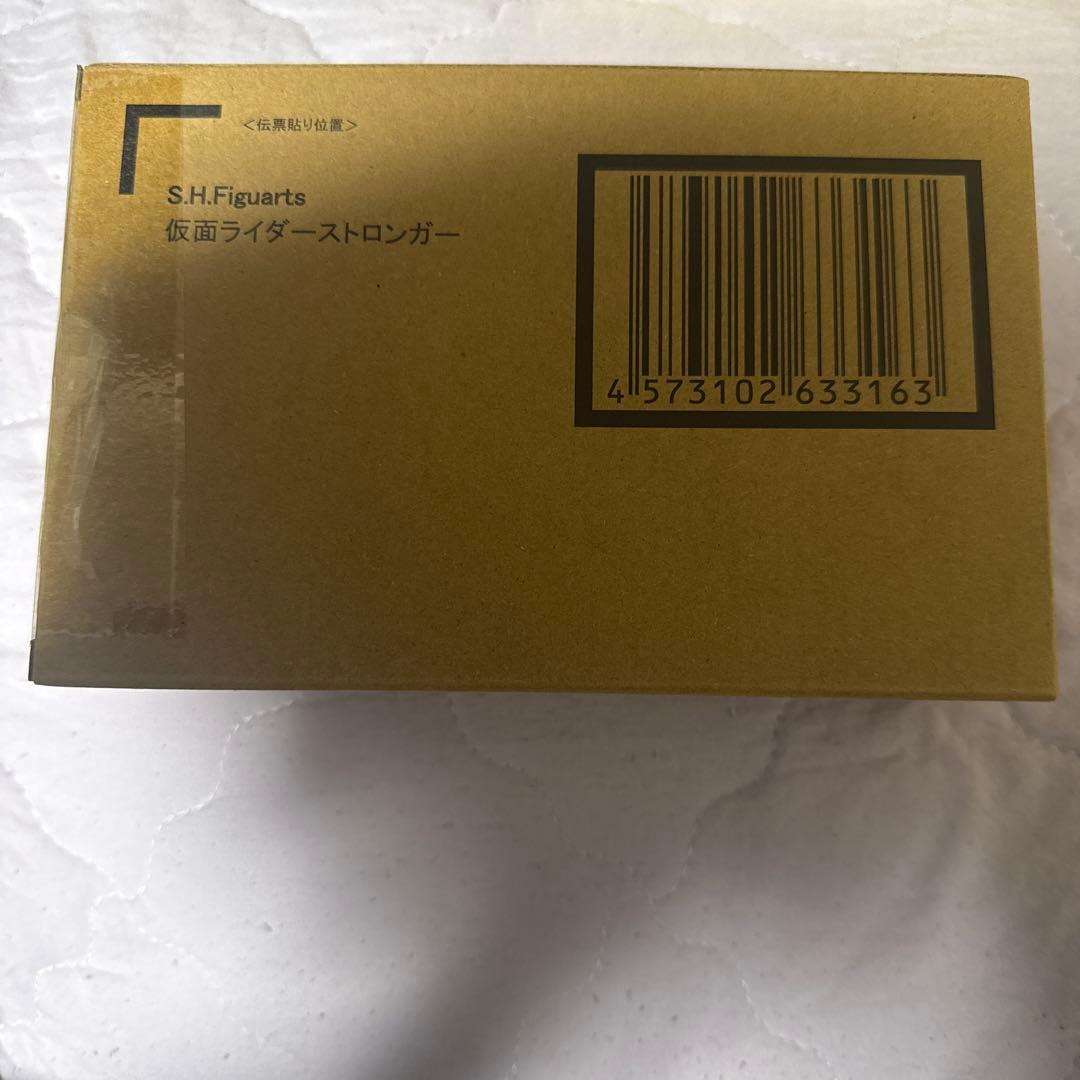 <伝票貼り位置>
S.H.Figuarts
仮面ライダーストロンガー
4 573102 633163